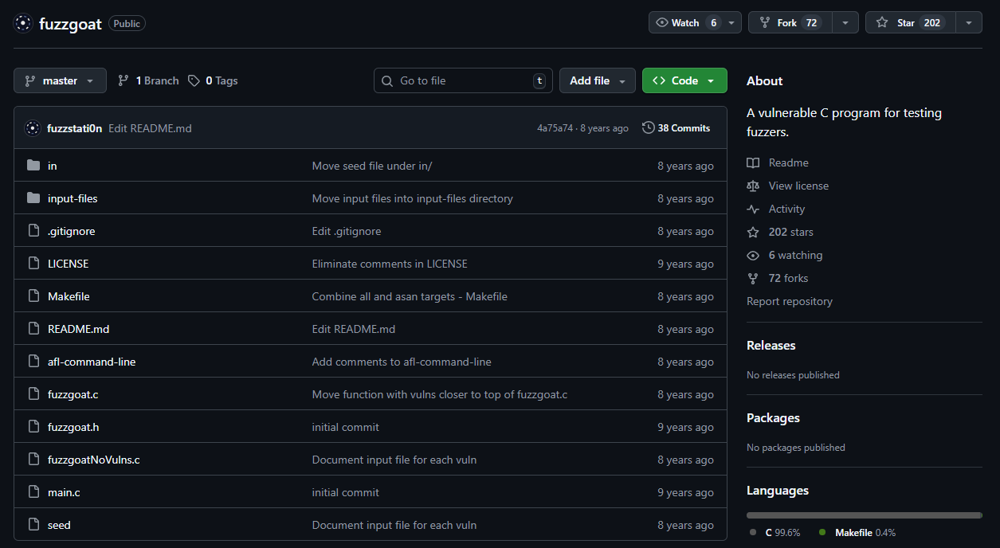 fuzzgoat Public Watch 6 Fork 72 Star 202
master 1 Branch 0 Tags Go to file t Add file Code
fuzzstati0n Edit README.md 4a75a74 · 8 years ago 38 Commits
in Move seed file under in/ 8 years ago
input-files Move input files into input-files directory 8 years ago
.gitignore Edit .gitignore 8 years ago
LICENSE Eliminate comments in LICENSE 9 years ago
Makefile Combine all and asan targets - Makefile 8 years ago
README.md Edit README.md 8 years ago
afl-command-line Add comments to afl-command-line 8 years ago
fuzzgoat.c Move function with vulns closer to top of fuzzgoat.c 8 years ago
fuzzgoat.h initial commit 9 years ago
fuzzgoatNoVulns.c Document input file for each vuln 8 years ago
main.c initial commit 9 years ago
seed Document input file for each vuln 8 years ago
About
A vulnerable C program for testing
fuzzers.
Readme
View license
Activity
202 stars
6 watching
72 forks
Report repository
Releases
No releases published
Packages
No packages published
Languages
C 99.6% Makefile 0.4%